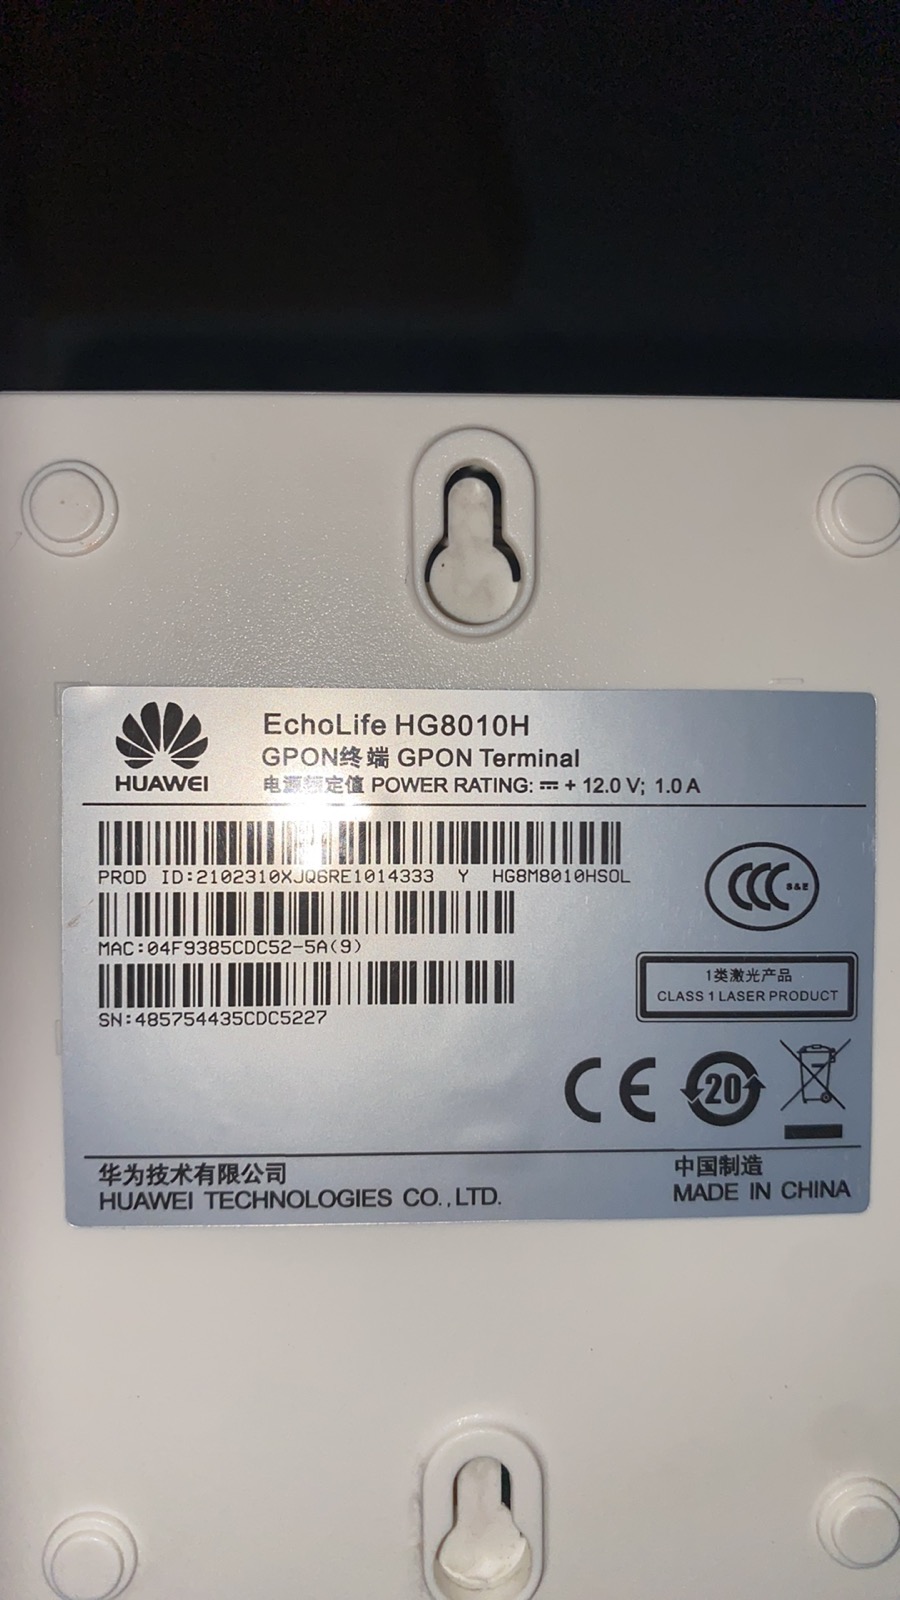 EchoLife HG8010H
GPON终端 GPON Terminal
电源额定值 POWER RATING: ⎓ + 12.0 V; 1.0 A
HUAWEI
PROD ID:2102310XJQ6RE1014333 Y HG8M8010HSOL
MAC:04F9385CDC52-5A(9)
SN:485754435CDC5227
CCC S&E
1类激光产品
CLASS 1 LASER PRODUCT
CE
20
华为技术有限公司
HUAWEI TECHNOLOGIES CO.,LTD.
中国制造
MADE IN CHINA